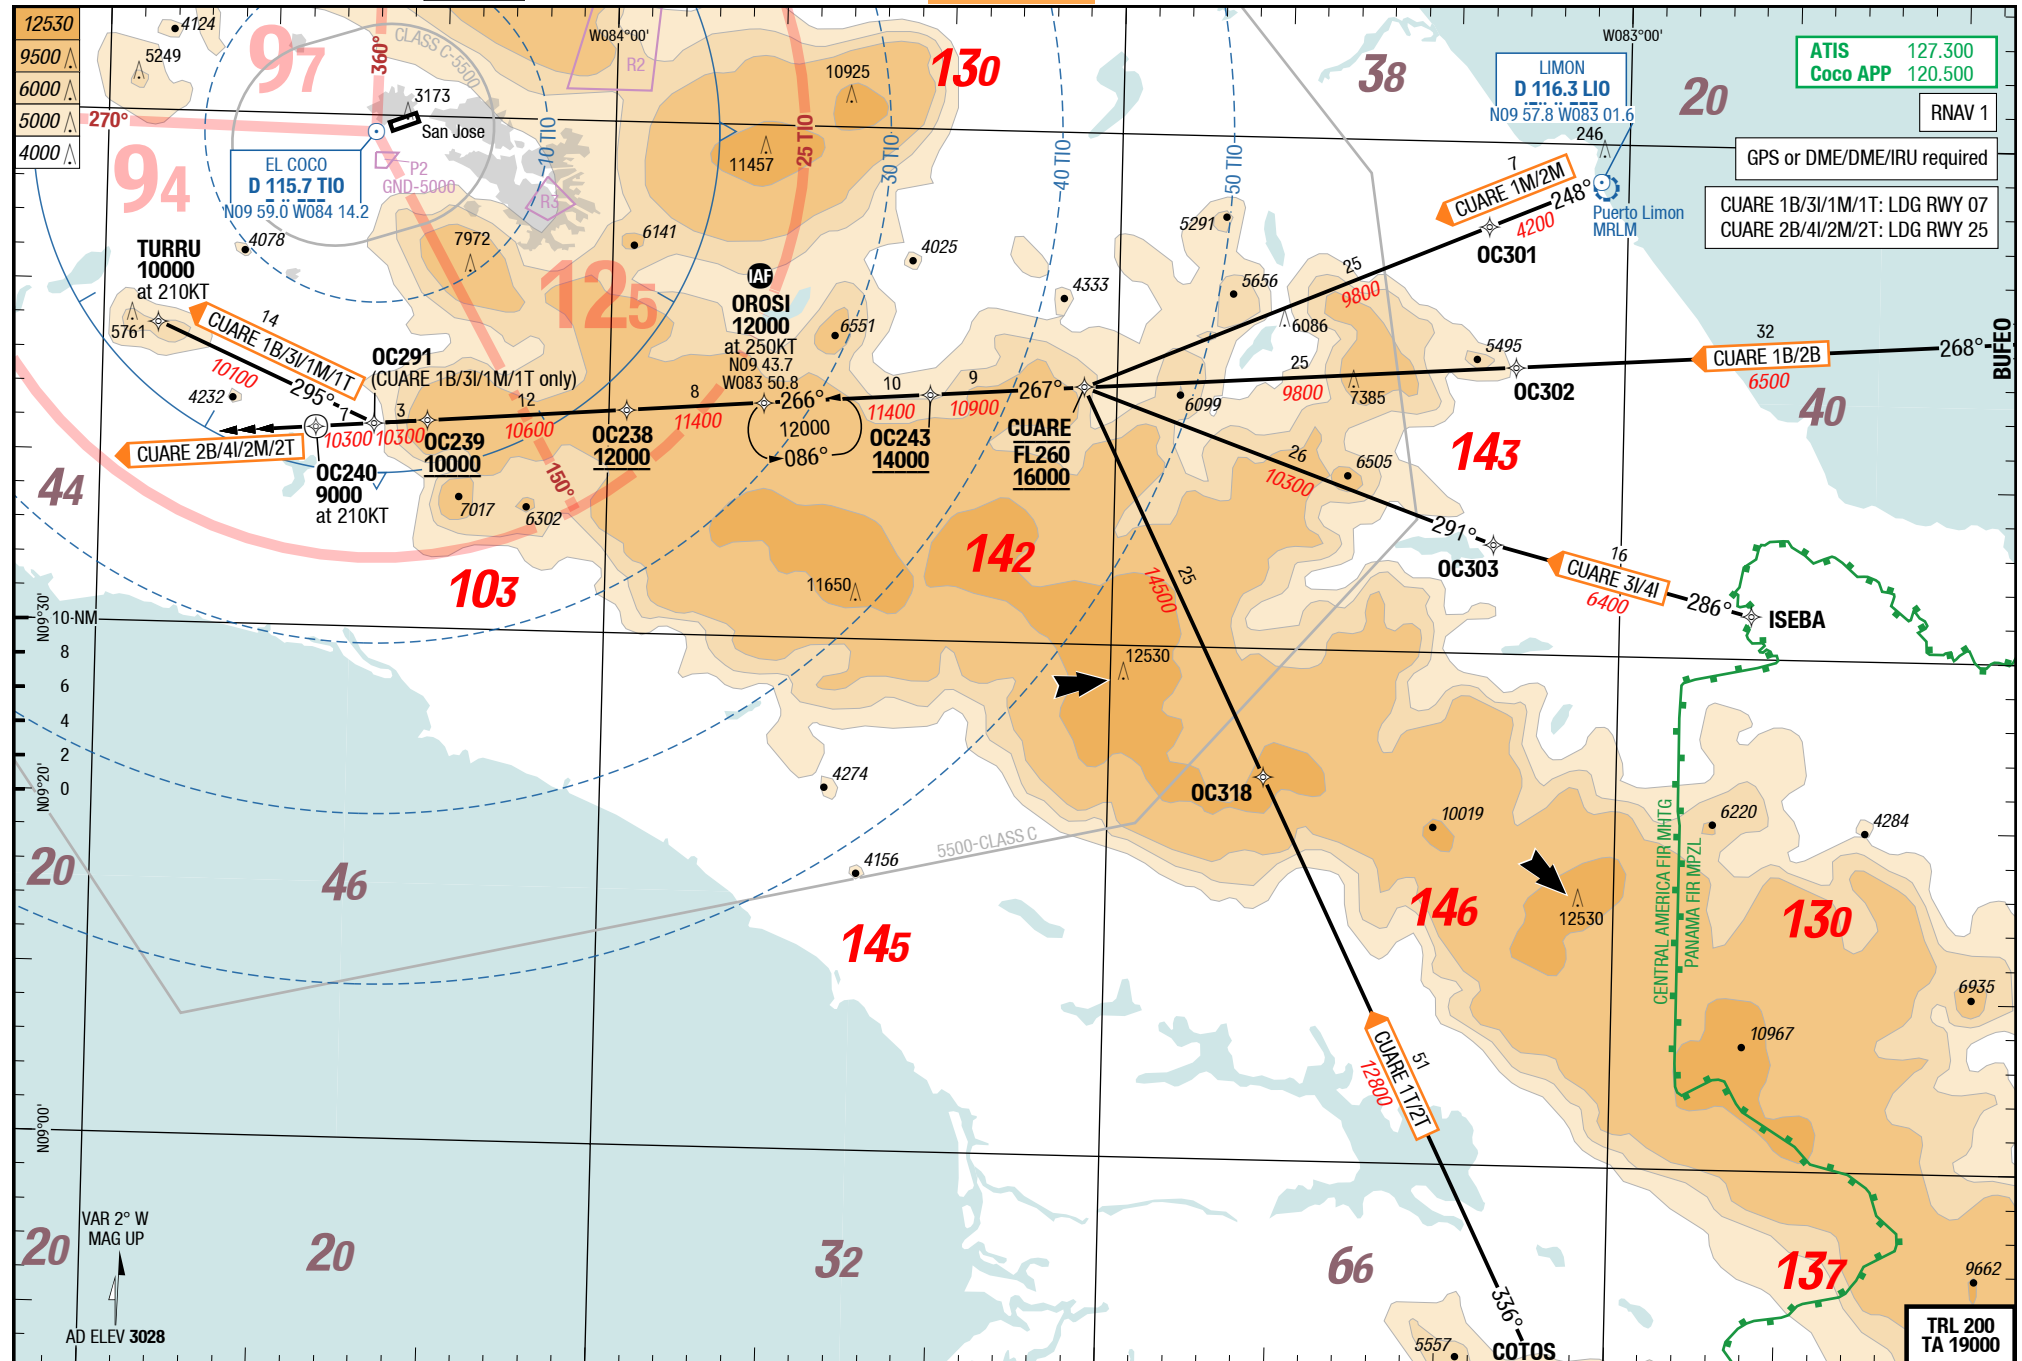 12530
9500
6000
5000
4000
4124
5249
97
360°
CLASS C-5500
3173
San Jose
270°
94
EL COCO
D 115.7 TIO
N09 59.0 W084 14.2
P2
GND-5000
R3
R2
W084°00'
10 TIO
25 TIO
30 TIO
40 TIO
50 TIO
10925
11457
130
38
W083°00'
LIMON
D 116.3 LIO
N09 57.8 W083 01.6
246
20
ATIS 127.300
Coco APP 120.500
RNAV 1
GPS or DME/DME/IRU required
CUARE 1B/3I/1M/1T: LDG RWY 07
CUARE 2B/4I/2M/2T: LDG RWY 25
Puerto Limon
MRLM
7
CUARE 1M/2M
248°
4200
OC301
25
9800
TURRU
10000
at 210KT
5761
4078
7972
6141
4025
4333
5291
5656
6086
125
14
CUARE 1B/3I/1M/1T
10100
295°
IAF
OROSI
12000
at 250KT
N09 43.7
W083 50.8
6551
OC291
(CUARE 1B/3I/1M/1T only)
4232
1
3
12
8
10
9
10300
10300
10600
11400
266°
11400
10900
267°
12000
086°
CUARE 2B/4I/2M/2T
OC240
9000
at 210KT
OC239
10000
OC238
12000
OC243
14000
CUARE
FL260
16000
25
9800
7385
6099
5495
OC302
32
CUARE 1B/2B
6500
268°
BUFEO
40
44
150°
7017
6302
103
142
143
26
10300
6505
291°
OC303
16
CUARE 3I/4I
6400
286°
ISEBA
11650
25
14500
12530
N09°30'
10-NM
8
6
4
2
0
N09°20'
4274
OC318
4156
5500-CLASS C
10019
6220
4284
CENTRAL AMERICA FIR MHTG
PANAMA FIR MPZL
20
46
145
146
12530
130
6935
10967
51
CUARE 1T/2T
12800
N09°00'
VAR 2° W
MAG UP
AD ELEV 3028
20
20
32
66
137
336°
COTOS
5557
9662
TRL 200
TA 19000